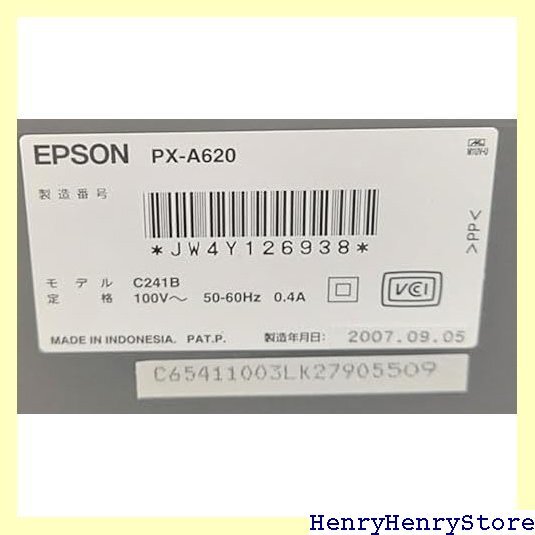 EPSON PX-A620
製造番号
*JW4Y126938*
モデル C241B
定格 100V～ 50-60Hz 0.4A
VCCI
>PP<
MADE IN INDONESIA. PAT.P. 製造年月日: 2007.09.05
C65411003LK27905509
HenryHenryStore